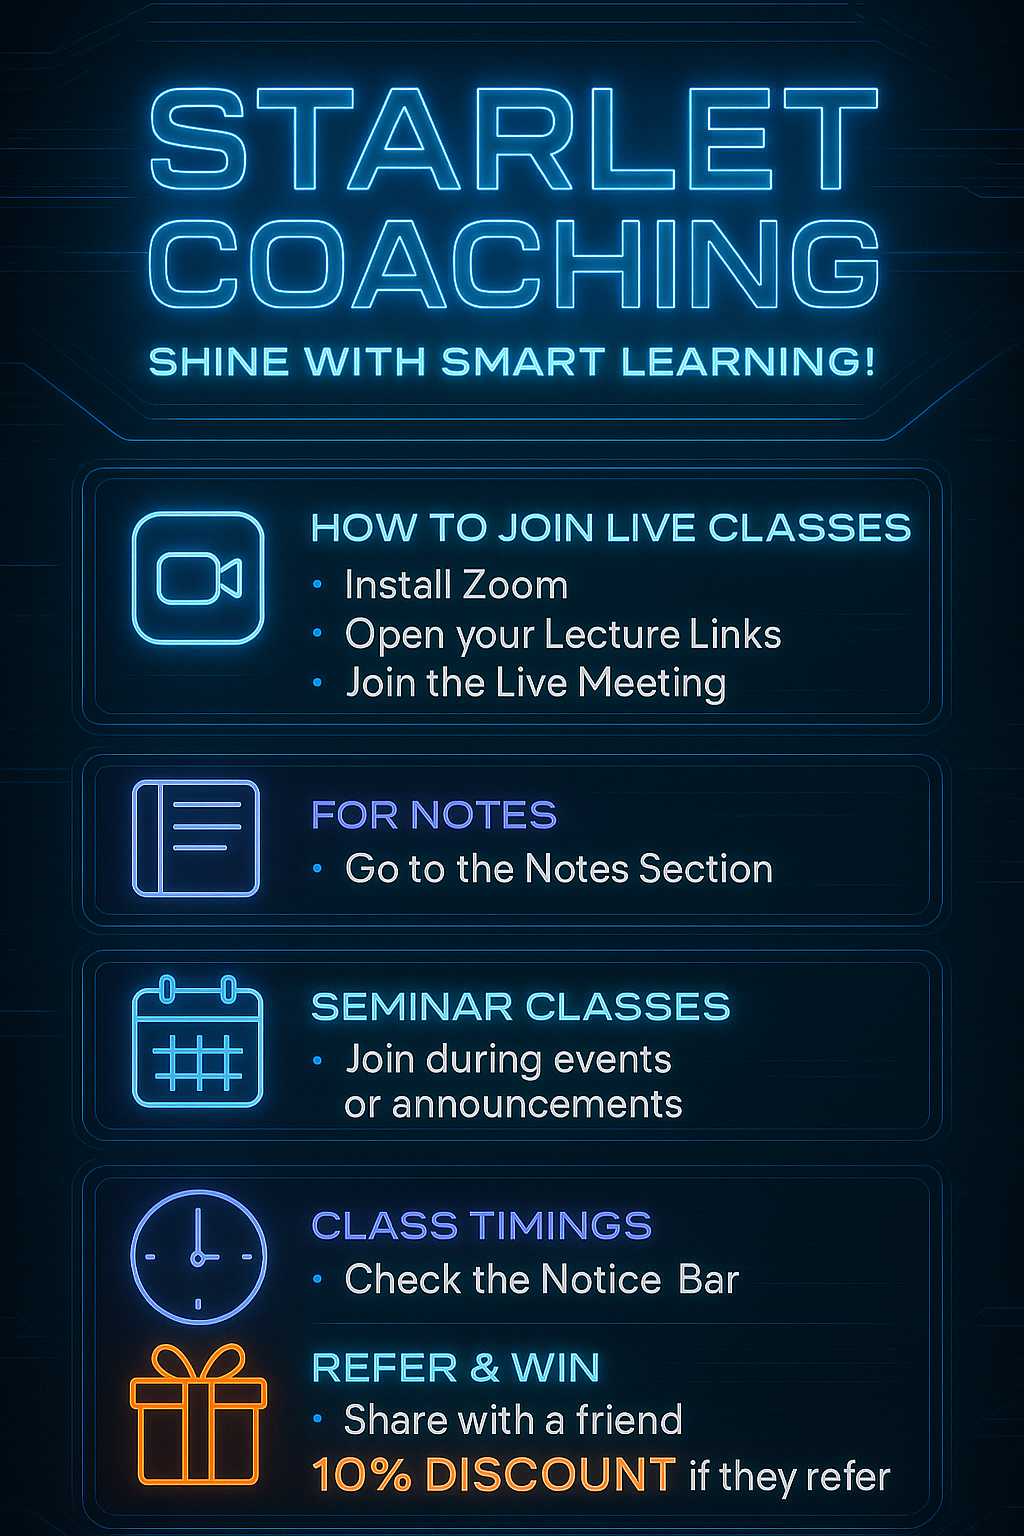 STARLET
COACHING
SHINE WITH SMART LEARNING!
HOW TO JOIN LIVE CLASSES
• Install Zoom
• Open your Lecture Links
• Join the Live Meeting
FOR NOTES
• Go to the Notes Section
SEMINAR CLASSES
• Join during events
or announcements
CLASS TIMINGS
• Check the Notice Bar
REFER & WIN
• Share with a friend
10% DISCOUNT if they refer